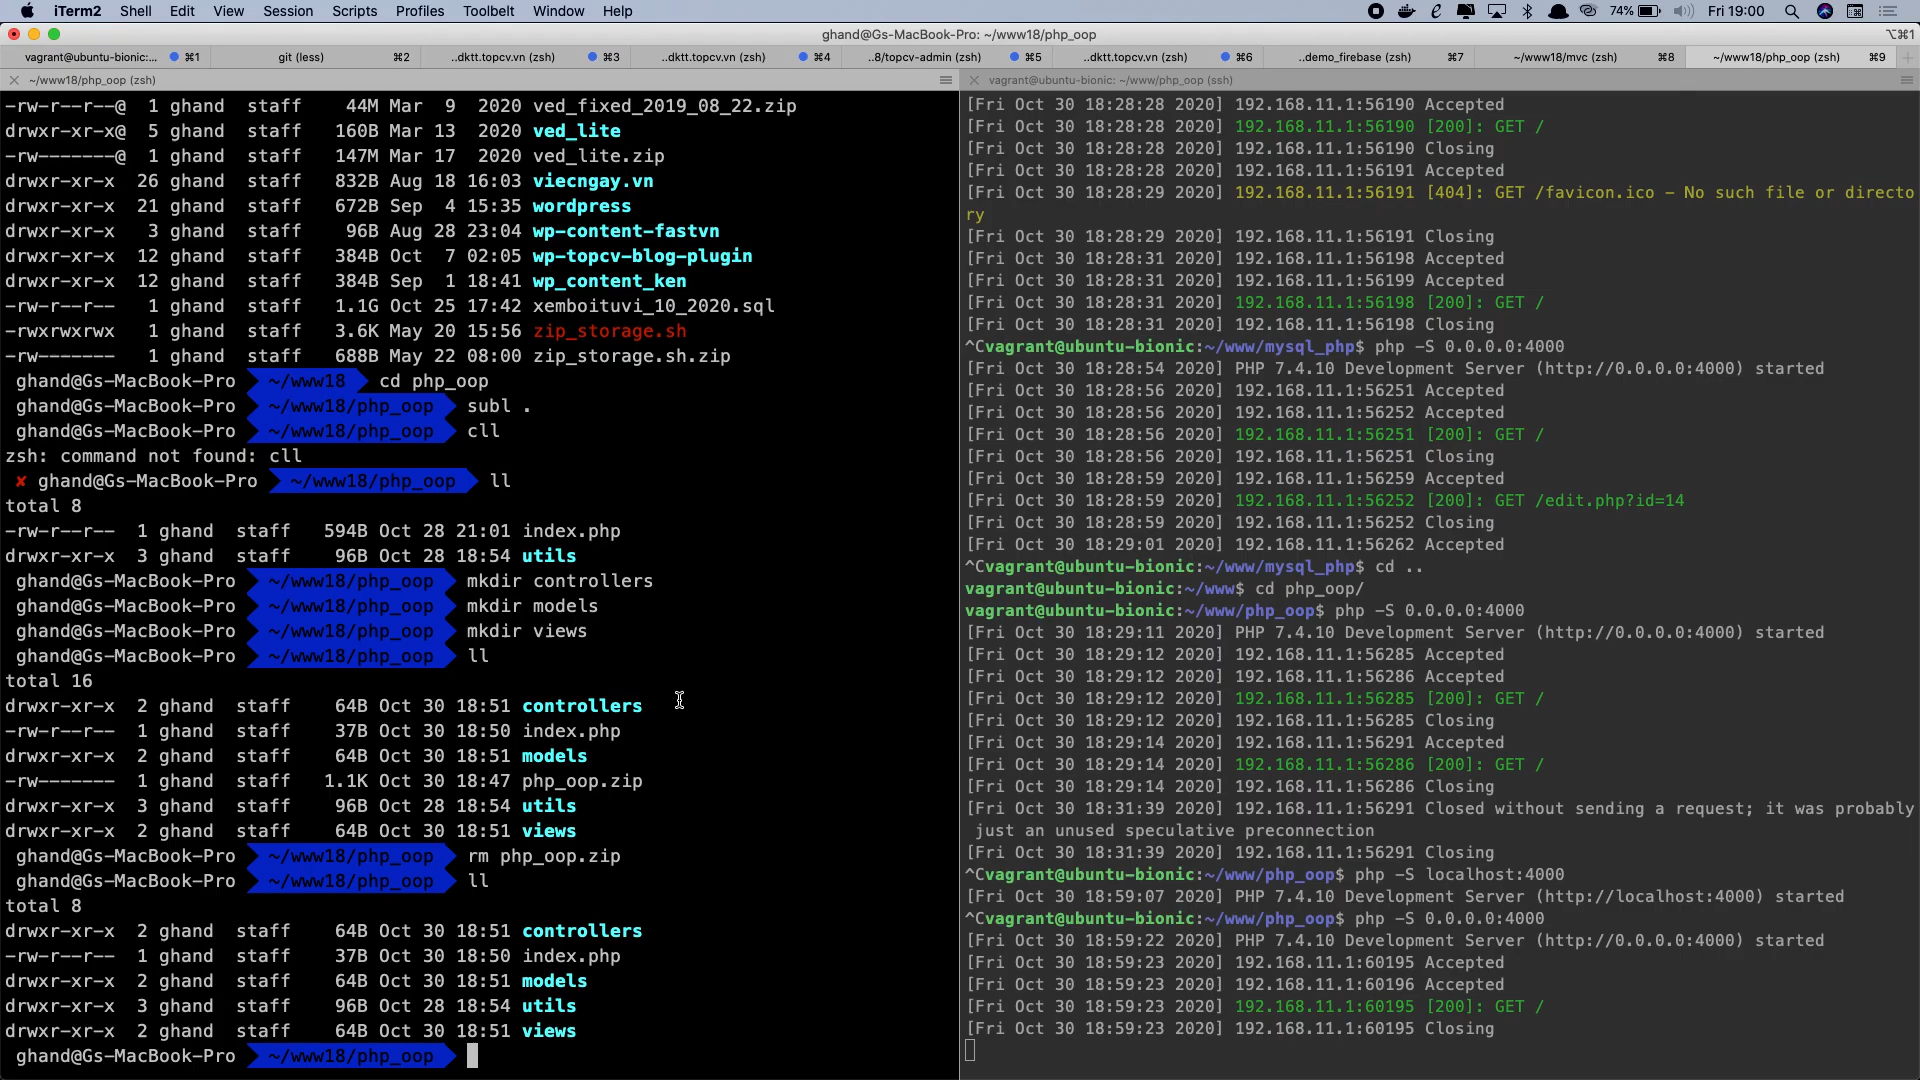 iTerm2 Shell Edit View Session Scripts Profiles Toolbelt Window Help 74% Fri 19:00
ghand@Gs-MacBook-Pro: ~/www18/php_oop ⌥⌘1
vagrant@ubuntu-bionic:... ⌘1 git (less) ⌘2 ..dktt.topcv.vn (zsh) ⌘3 ..dktt.topcv.vn (zsh) ⌘4 ..8/topcv-admin (zsh) ⌘5 ..dktt.topcv.vn (zsh) ⌘6 ..demo_firebase (zsh) ⌘7 ~/www18/mvc (zsh) ⌘8 ~/www18/php_oop (zsh) ⌘9
~/www18/php_oop (zsh)
-rw-r--r--@ 1 ghand staff 44M Mar 9 2020 ved_fixed_2019_08_22.zip
drwxr-xr-x@ 5 ghand staff 160B Mar 13 2020 ved_lite
-rw-------@ 1 ghand staff 147M Mar 17 2020 ved_lite.zip
drwxr-xr-x 26 ghand staff 832B Aug 18 16:03 viecngay.vn
drwxr-xr-x 21 ghand staff 672B Sep 4 15:35 wordpress
drwxr-xr-x 3 ghand staff 96B Aug 28 23:04 wp-content-fastvn
drwxr-xr-x 12 ghand staff 384B Oct 7 02:05 wp-topcv-blog-plugin
drwxr-xr-x 12 ghand staff 384B Sep 1 18:41 wp_content_ken
-rw-r--r-- 1 ghand staff 1.1G Oct 25 17:42 xemboituvi_10_2020.sql
-rwxrwxrwx 1 ghand staff 3.6K May 20 15:56 zip_storage.sh
-rw------- 1 ghand staff 688B May 22 08:00 zip_storage.sh.zip
ghand@Gs-MacBook-Pro ~/www18 cd php_oop
ghand@Gs-MacBook-Pro ~/www18/php_oop subl .
ghand@Gs-MacBook-Pro ~/www18/php_oop cll
zsh: command not found: cll
✘ ghand@Gs-MacBook-Pro ~/www18/php_oop ll
total 8
-rw-r--r-- 1 ghand staff 594B Oct 28 21:01 index.php
drwxr-xr-x 3 ghand staff 96B Oct 28 18:54 utils
ghand@Gs-MacBook-Pro ~/www18/php_oop mkdir controllers
ghand@Gs-MacBook-Pro ~/www18/php_oop mkdir models
ghand@Gs-MacBook-Pro ~/www18/php_oop mkdir views
ghand@Gs-MacBook-Pro ~/www18/php_oop ll
total 16
drwxr-xr-x 2 ghand staff 64B Oct 30 18:51 controllers
-rw-r--r-- 1 ghand staff 37B Oct 30 18:50 index.php
drwxr-xr-x 2 ghand staff 64B Oct 30 18:51 models
-rw------- 1 ghand staff 1.1K Oct 30 18:47 php_oop.zip
drwxr-xr-x 3 ghand staff 96B Oct 28 18:54 utils
drwxr-xr-x 2 ghand staff 64B Oct 30 18:51 views
ghand@Gs-MacBook-Pro ~/www18/php_oop rm php_oop.zip
ghand@Gs-MacBook-Pro ~/www18/php_oop ll
total 8
drwxr-xr-x 2 ghand staff 64B Oct 30 18:51 controllers
-rw-r--r-- 1 ghand staff 37B Oct 30 18:50 index.php
drwxr-xr-x 2 ghand staff 64B Oct 30 18:51 models
drwxr-xr-x 3 ghand staff 96B Oct 28 18:54 utils
drwxr-xr-x 2 ghand staff 64B Oct 30 18:51 views
ghand@Gs-MacBook-Pro ~/www18/php_oop
vagrant@ubuntu-bionic: ~/www/php_oop (ssh)
[Fri Oct 30 18:28:28 2020] 192.168.11.1:56190 Accepted
[Fri Oct 30 18:28:28 2020] 192.168.11.1:56190 [200]: GET /
[Fri Oct 30 18:28:28 2020] 192.168.11.1:56190 Closing
[Fri Oct 30 18:28:28 2020] 192.168.11.1:56191 Accepted
[Fri Oct 30 18:28:29 2020] 192.168.11.1:56191 [404]: GET /favicon.ico - No such file or directo
ry
[Fri Oct 30 18:28:29 2020] 192.168.11.1:56191 Closing
[Fri Oct 30 18:28:31 2020] 192.168.11.1:56198 Accepted
[Fri Oct 30 18:28:31 2020] 192.168.11.1:56199 Accepted
[Fri Oct 30 18:28:31 2020] 192.168.11.1:56198 [200]: GET /
[Fri Oct 30 18:28:31 2020] 192.168.11.1:56198 Closing
^Cvagrant@ubuntu-bionic:~/www/mysql_php$ php -S 0.0.0.0:4000
[Fri Oct 30 18:28:54 2020] PHP 7.4.10 Development Server (http://0.0.0.0:4000) started
[Fri Oct 30 18:28:56 2020] 192.168.11.1:56251 Accepted
[Fri Oct 30 18:28:56 2020] 192.168.11.1:56252 Accepted
[Fri Oct 30 18:28:56 2020] 192.168.11.1:56251 [200]: GET /
[Fri Oct 30 18:28:56 2020] 192.168.11.1:56251 Closing
[Fri Oct 30 18:28:59 2020] 192.168.11.1:56259 Accepted
[Fri Oct 30 18:28:59 2020] 192.168.11.1:56252 [200]: GET /edit.php?id=14
[Fri Oct 30 18:28:59 2020] 192.168.11.1:56252 Closing
[Fri Oct 30 18:29:01 2020] 192.168.11.1:56262 Accepted
^Cvagrant@ubuntu-bionic:~/www/mysql_php$ cd ..
vagrant@ubuntu-bionic:~/www$ cd php_oop/
vagrant@ubuntu-bionic:~/www/php_oop$ php -S 0.0.0.0:4000
[Fri Oct 30 18:29:11 2020] PHP 7.4.10 Development Server (http://0.0.0.0:4000) started
[Fri Oct 30 18:29:12 2020] 192.168.11.1:56285 Accepted
[Fri Oct 30 18:29:12 2020] 192.168.11.1:56286 Accepted
[Fri Oct 30 18:29:12 2020] 192.168.11.1:56285 [200]: GET /
[Fri Oct 30 18:29:12 2020] 192.168.11.1:56285 Closing
[Fri Oct 30 18:29:14 2020] 192.168.11.1:56291 Accepted
[Fri Oct 30 18:29:14 2020] 192.168.11.1:56286 [200]: GET /
[Fri Oct 30 18:29:14 2020] 192.168.11.1:56286 Closing
[Fri Oct 30 18:31:39 2020] 192.168.11.1:56291 Closed without sending a request; it was probably
just an unused speculative preconnection
[Fri Oct 30 18:31:39 2020] 192.168.11.1:56291 Closing
^Cvagrant@ubuntu-bionic:~/www/php_oop$ php -S localhost:4000
[Fri Oct 30 18:59:07 2020] PHP 7.4.10 Development Server (http://localhost:4000) started
^Cvagrant@ubuntu-bionic:~/www/php_oop$ php -S 0.0.0.0:4000
[Fri Oct 30 18:59:22 2020] PHP 7.4.10 Development Server (http://0.0.0.0:4000) started
[Fri Oct 30 18:59:23 2020] 192.168.11.1:60195 Accepted
[Fri Oct 30 18:59:23 2020] 192.168.11.1:60196 Accepted
[Fri Oct 30 18:59:23 2020] 192.168.11.1:60195 [200]: GET /
[Fri Oct 30 18:59:23 2020] 192.168.11.1:60195 Closing